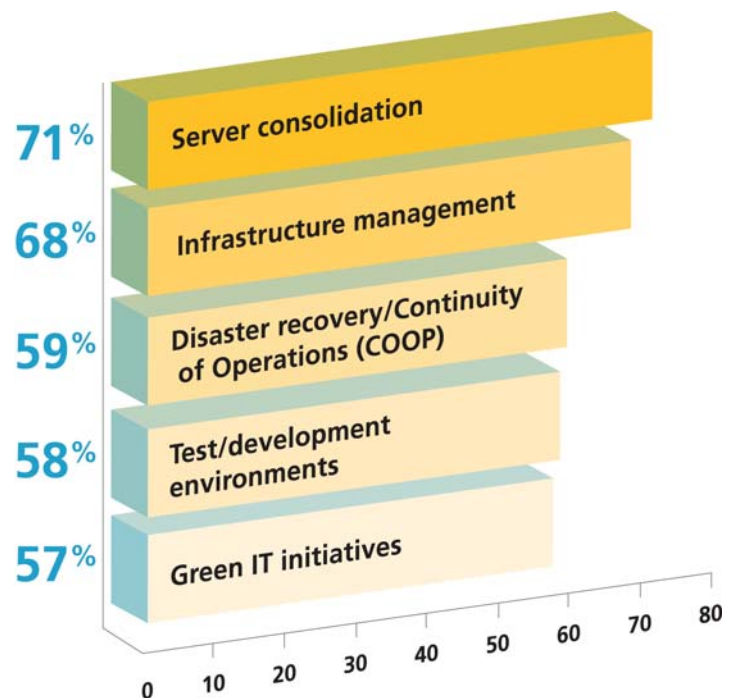 71%
Server consolidation
68%
Infrastructure management
59%
Disaster recovery/Continuity
of Operations (COOP)
58%
Test/development
environments
57%
Green IT initiatives
0 10 20 30 40 50 60 70 80